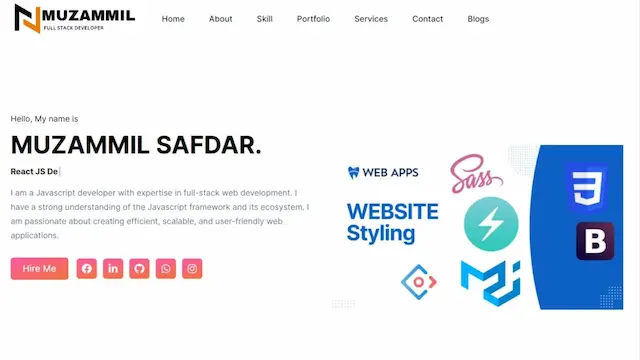 MUZAMMIL
FULL STACK DEVELOPER
Home
About
Skill
Portfolio
Services
Contact
Blogs
Hello, My name is
MUZAMMIL SAFDAR.
React JS De
I am a Javascript developer with expertise in full-stack web development. I
have a strong understanding of the Javascript framework and its ecosystem. I
am passionate about creating efficient, scalable, and user-friendly web
applications.
Hire Me
WEB APPS
WEBSITE
Styling
Sass
3
B